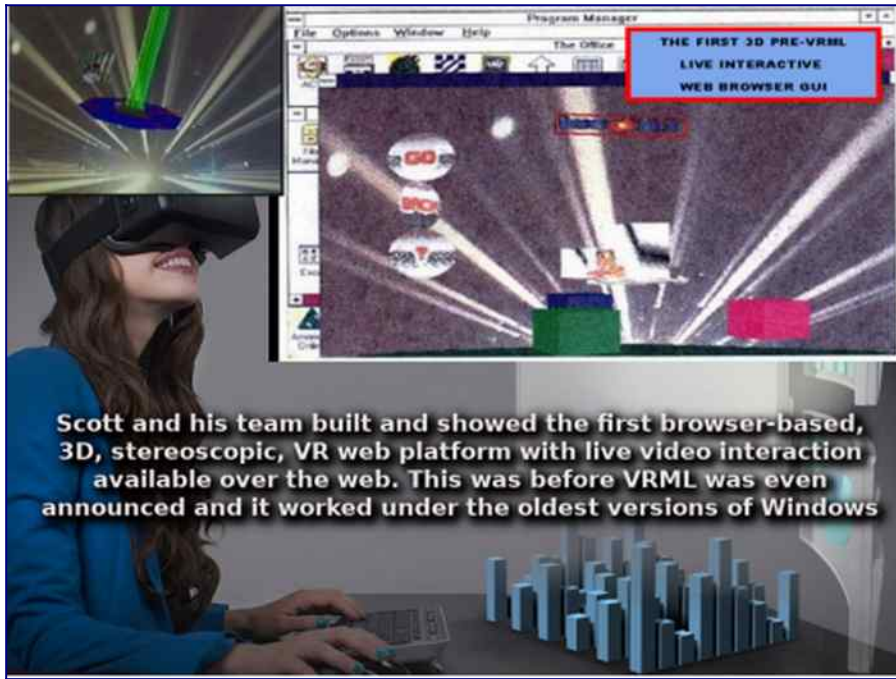 Program Manager
File Options Window Help
The Office
THE FIRST 3D PRE-VRML
LIVE INTERACTIVE
WEB BROWSER GUI
GO
BACK
Scott and his team built and showed the first browser-based,
3D, stereoscopic, VR web platform with live video interaction
available over the web. This was before VRML was even
announced and it worked under the oldest versions of Windows